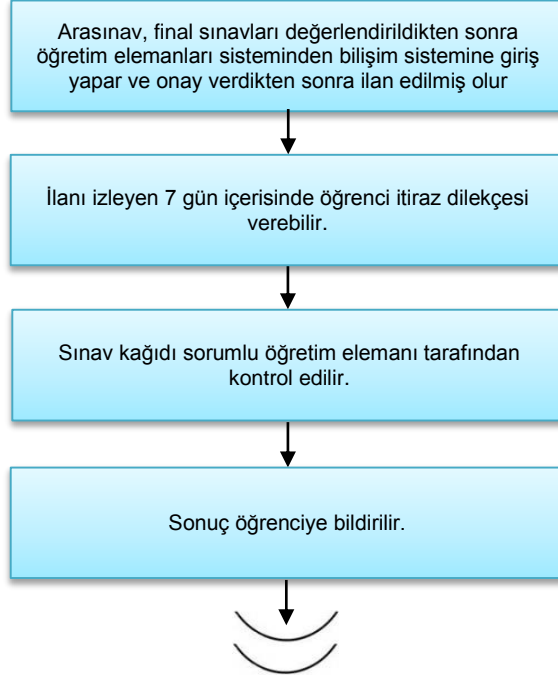 Arasınav, final sınavları değerlendirildikten sonra
öğretim elemanları sisteminden bilişim sistemine giriş
yapar ve onay verdikten sonra ilan edilmiş olur
İlanı izleyen 7 gün içerisinde öğrenci itiraz dilekçesi
verebilir.
Sınav kağıdı sorumlu öğretim elemanı tarafından
kontrol edilir.
Sonuç öğrenciye bildirilir.